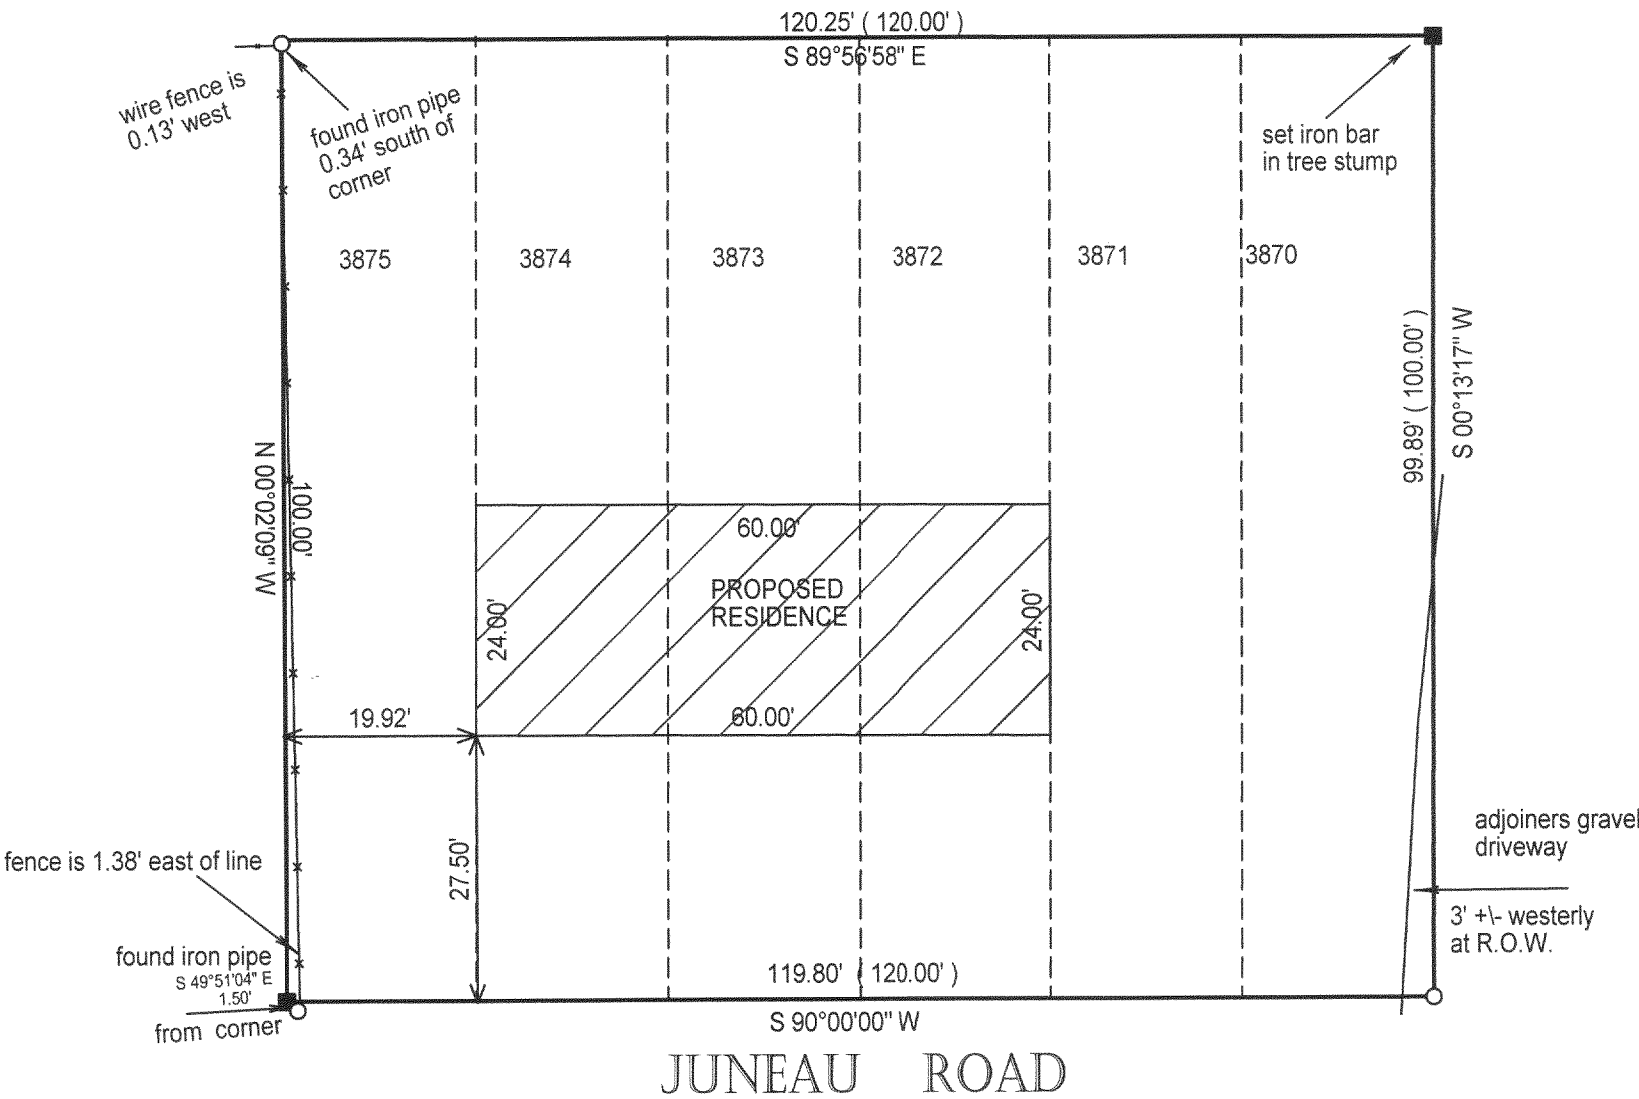 120.25' ( 120.00' )
S 89°56'58" E
wire fence is
0.13' west
found iron pipe
0.34' south of
corner
set iron bar
in tree stump
3875
3874
3873
3872
3871
3870
99.89' ( 100.00' )
S 00°13'17" W
N 00°02'09" W
100.00'
60.00'
PROPOSED
RESIDENCE
24.00'
24.00'
60.00'
19.92'
27.50'
fence is 1.38' east of line
found iron pipe
S 49°51'04" E
1.50'
from corner
adjoiners gravel
driveway
3' +\- westerly
at R.O.W.
119.80' ( 120.00' )
S 90°00'00" W
JUNEAU ROAD